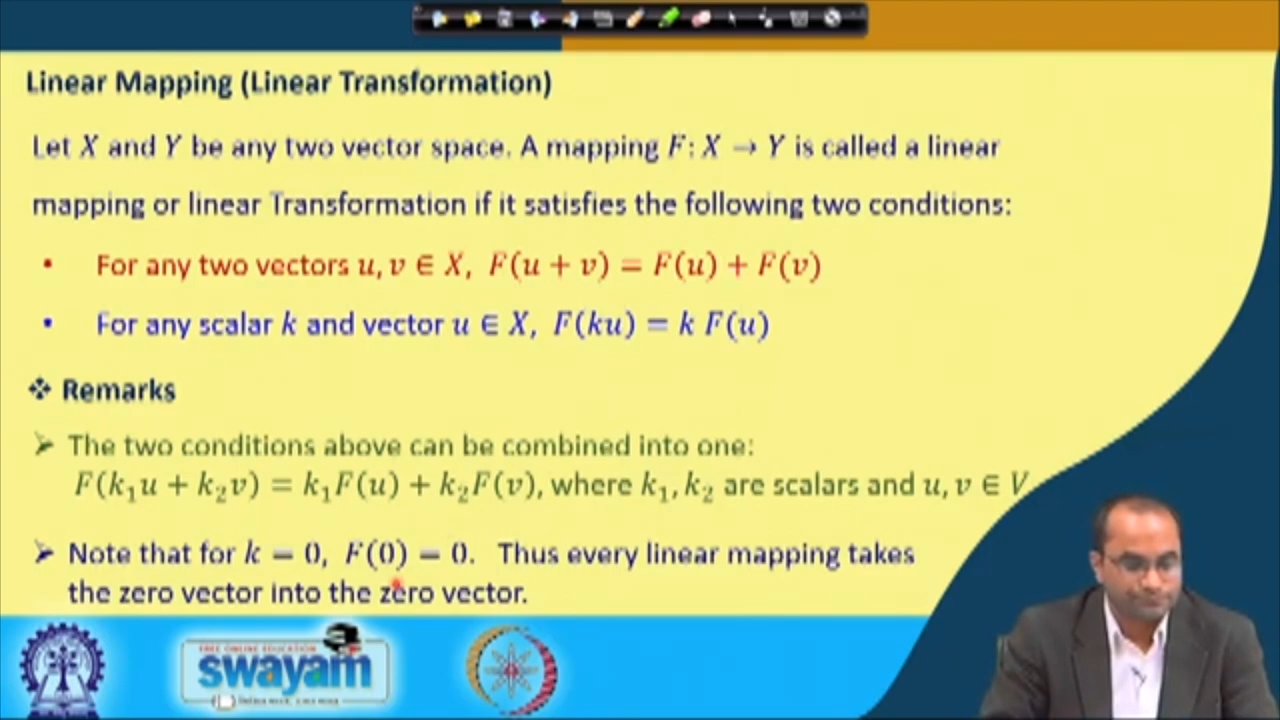 Linear Mapping (Linear Transformation)
Let X and Y be any two vector space. A mapping F: X → Y is called a linear
mapping or linear Transformation if it satisfies the following two conditions:
• For any two vectors u, v ∈ X, F(u + v) = F(u) + F(v)
• For any scalar k and vector u ∈ X, F(ku) = k F(u)
❖ Remarks
➢ The two conditions above can be combined into one:
F(k₁u + k₂v) = k₁F(u) + k₂F(v), where k₁, k₂ are scalars and u, v ∈ V
➢ Note that for k = 0, F(0) = 0. Thus every linear mapping takes
the zero vector into the zero vector.
FREE ONLINE EDUCATION
swayam